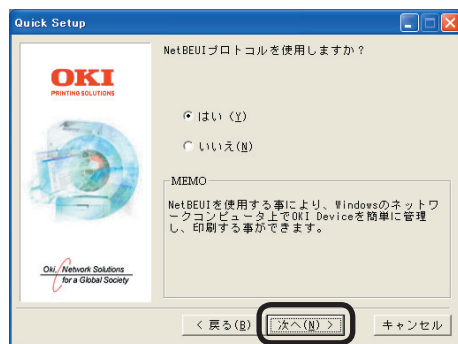 Quick Setup
NetBEUIプロトコルを使用しますか？
OKI
PRINTING SOLUTIONS
はい (Y)
いいえ(N)
MEMO
NetBEUIを使用する事により、Windowsのネットワ
ークコンピュータ上でOKI Deviceを簡単に管理
し、印刷する事ができます。
Oki, Network Solutions
for a Global Society
< 戻る(B)
次へ(N) >
キャンセル